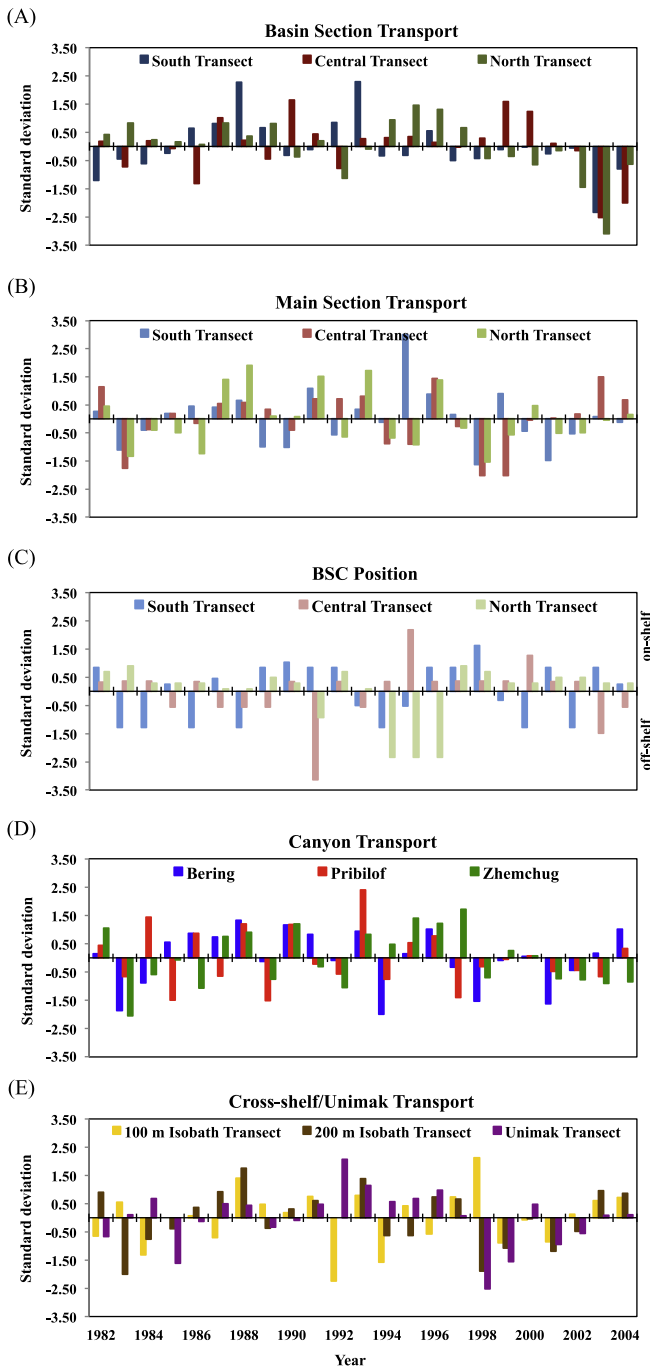 (A)
Basin Section Transport
3.50
South Transect Central Transect North Transect
2.50
1.50
0.50
-0.50
-1.50
-2.50
-3.50
Standard deviation
(B)
Main Section Transport
3.50
South Transect Central Transect North Transect
2.50
1.50
0.50
-0.50
-1.50
-2.50
-3.50
Standard deviation
(C)
BSC Position
3.50
South Transect Central Transect North Transect
2.50
1.50
0.50
-0.50
-1.50
-2.50
-3.50
Standard deviation
on-shelf
off-shelf
(D)
Canyon Transport
3.50
Bering Pribilof Zhemchug
2.50
1.50
0.50
-0.50
-1.50
-2.50
-3.50
Standard deviation
(E)
Cross-shelf/Unimak Transport
3.50
100 m Isobath Transect 200 m Isobath Transect Unimak Transect
2.50
1.50
0.50
-0.50
-1.50
-2.50
-3.50
Standard deviation
1982 1984 1986 1988 1990 1992 1994 1996 1998 2000 2002 2004
Year